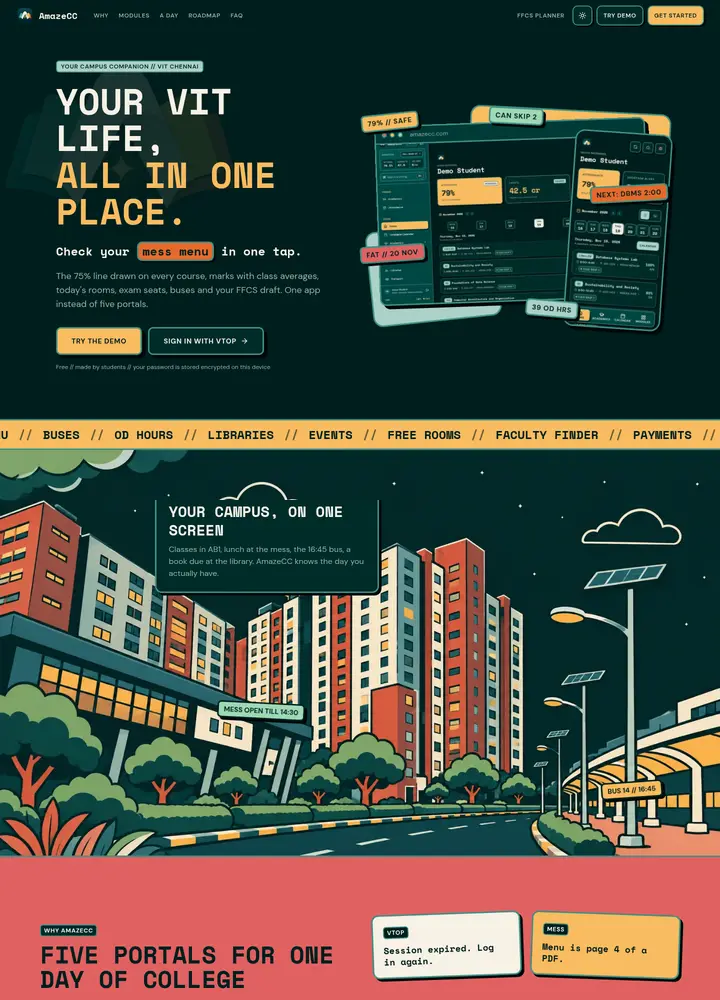 AmazeCC WHY MODULES A DAY ROADMAP FAQ FFCS PLANNER TRY DEMO GET STARTED
YOUR CAMPUS COMPANION // VIT CHENNAI
YOUR VIT
LIFE,
ALL IN ONE
PLACE.
Check your mess menu in one tap.
The 75% line drawn on every course, marks with class averages,
today's rooms, exam seats, buses and your FFCS draft. One app
instead of five portals.
TRY THE DEMO
SIGN IN WITH VTOP →
Free // made by students // your password is stored encrypted on this device
79% // SAFE
CAN SKIP 2
amazecc.com
Demo Student
79%
42.5 cr
Demo Student
79%
NEXT: DBMS 2:00
FAT // 20 NOV
39 OD HRS
U // BUSES // OD HOURS // LIBRARIES // EVENTS // FREE ROOMS // FACULTY FINDER // PAYMENTS //
YOUR CAMPUS, ON ONE
SCREEN
Classes in AB1, lunch at the mess, the 16:45 bus, a
book due at the library. AmazeCC knows the day you
actually have.
MESS OPEN TILL 14:30
BUS 14 // 16:45
WHY AMAZECC
FIVE PORTALS FOR ONE
DAY OF COLLEGE
VTOP
Session expired. Log
in again.
MESS
Menu is page 4 of a
PDF.